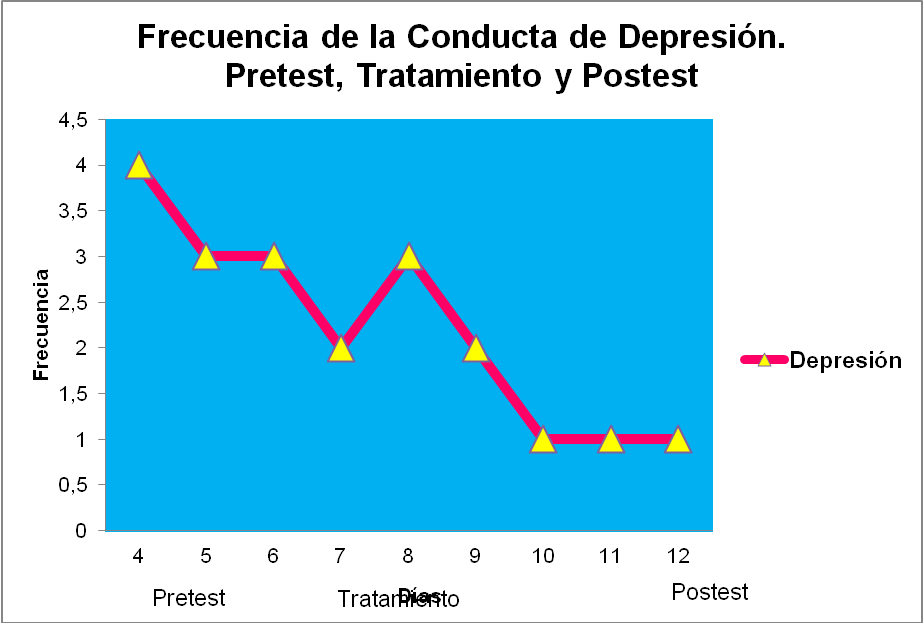 Frecuencia de la Conducta de Depresión.
Pretest, Tratamiento y Postest
4,5
4
3,5
3
2,5
2
1,5
1
0,5
0
Frecuencia
Depresión
4 5 6 7 8 9 10 11 12
Pretest Tratamiento Días Postest